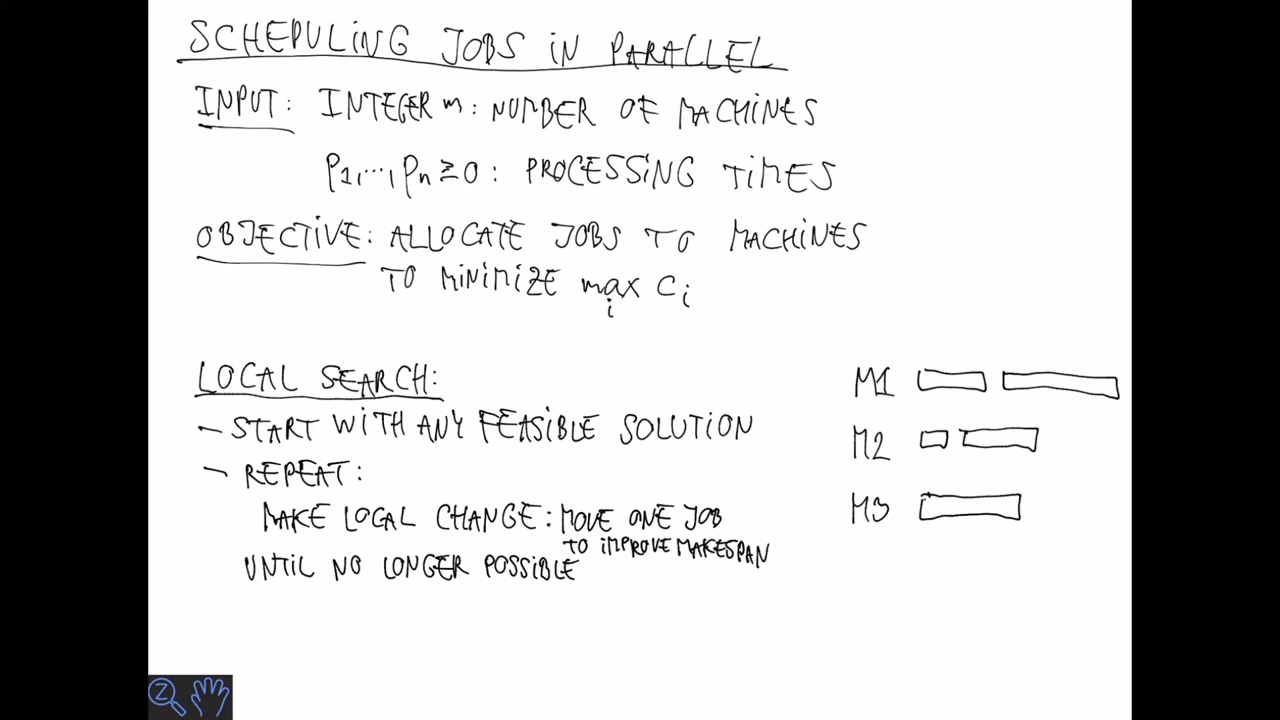 SCHEDULING JOBS IN PARALLEL
INPUT: INTEGER m: NUMBER OF MACHINES
p1,...,pn ≥ 0: PROCESSING TIMES
OBJECTIVE: ALLOCATE JOBS TO MACHINES
TO MINIMIZE max Ci
i
LOCAL SEARCH:
- START WITH ANY FEASIBLE SOLUTION
- REPEAT:
MAKE LOCAL CHANGE: MOVE ONE JOB
TO IMPROVE MAKESPAN
UNTIL NO LONGER POSSIBLE
M1
M2
M3
Z